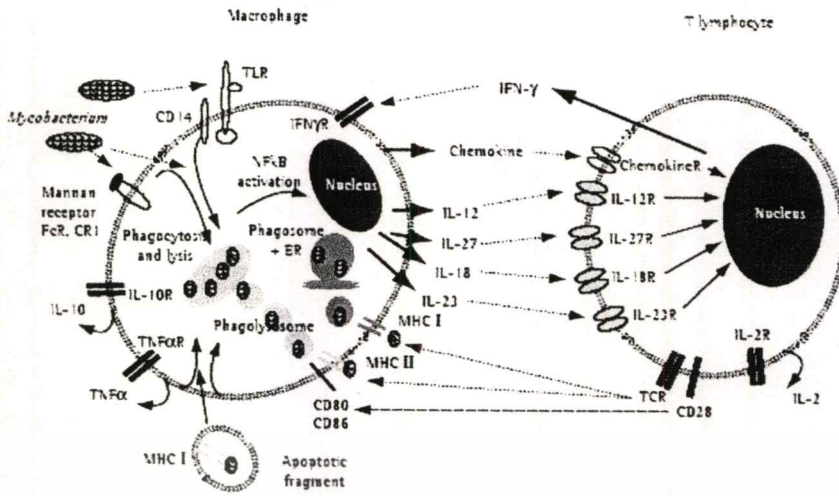 Macrophage
T lymphocyte
TLR
CD14
Mycobacterium
IFNγR
IFN-γ
Chemokine
ChemokineR
NFkB
activation
Nucleus
Mannan
receptor
FcR, CR1
Phagocytosis
and lysis
Phagosome
+ ER
IL-12
IL-12R
Nucleus
IL-27
IL-27R
IL-18
IL-18R
IL-23
IL-23R
IL-10
IL-10R
Phagolysosome
MHC I
MHC II
IL-2R
TNFαR
TNFα
CD80
CD86
TCR
CD28
IL-2
MHC I
Apoptotic
fragment